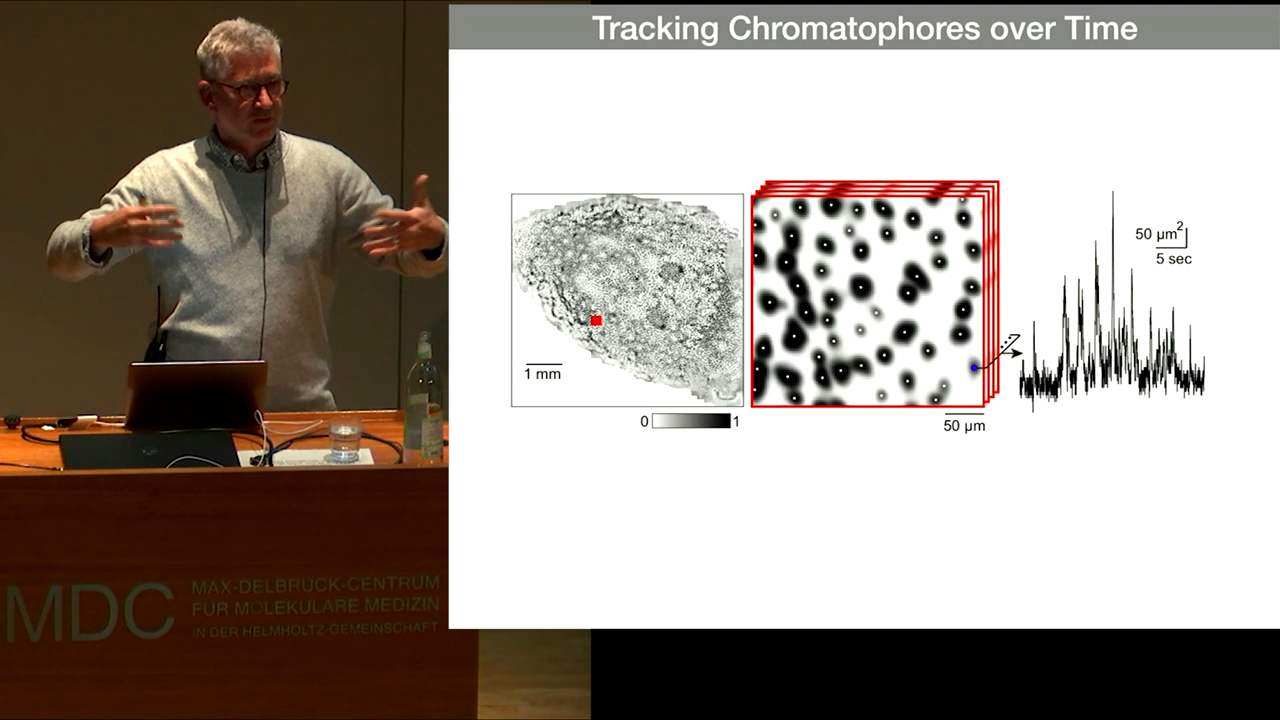 Tracking Chromatophores over Time
1 mm
0 1
50 µm
50 µm2
5 sec
MDC
MAX-DELBRÜCK-CENTRUM
FÜR MOLEKULARE MEDIZIN
IN DER HELMHOLTZ-GEMEINSCHAFT